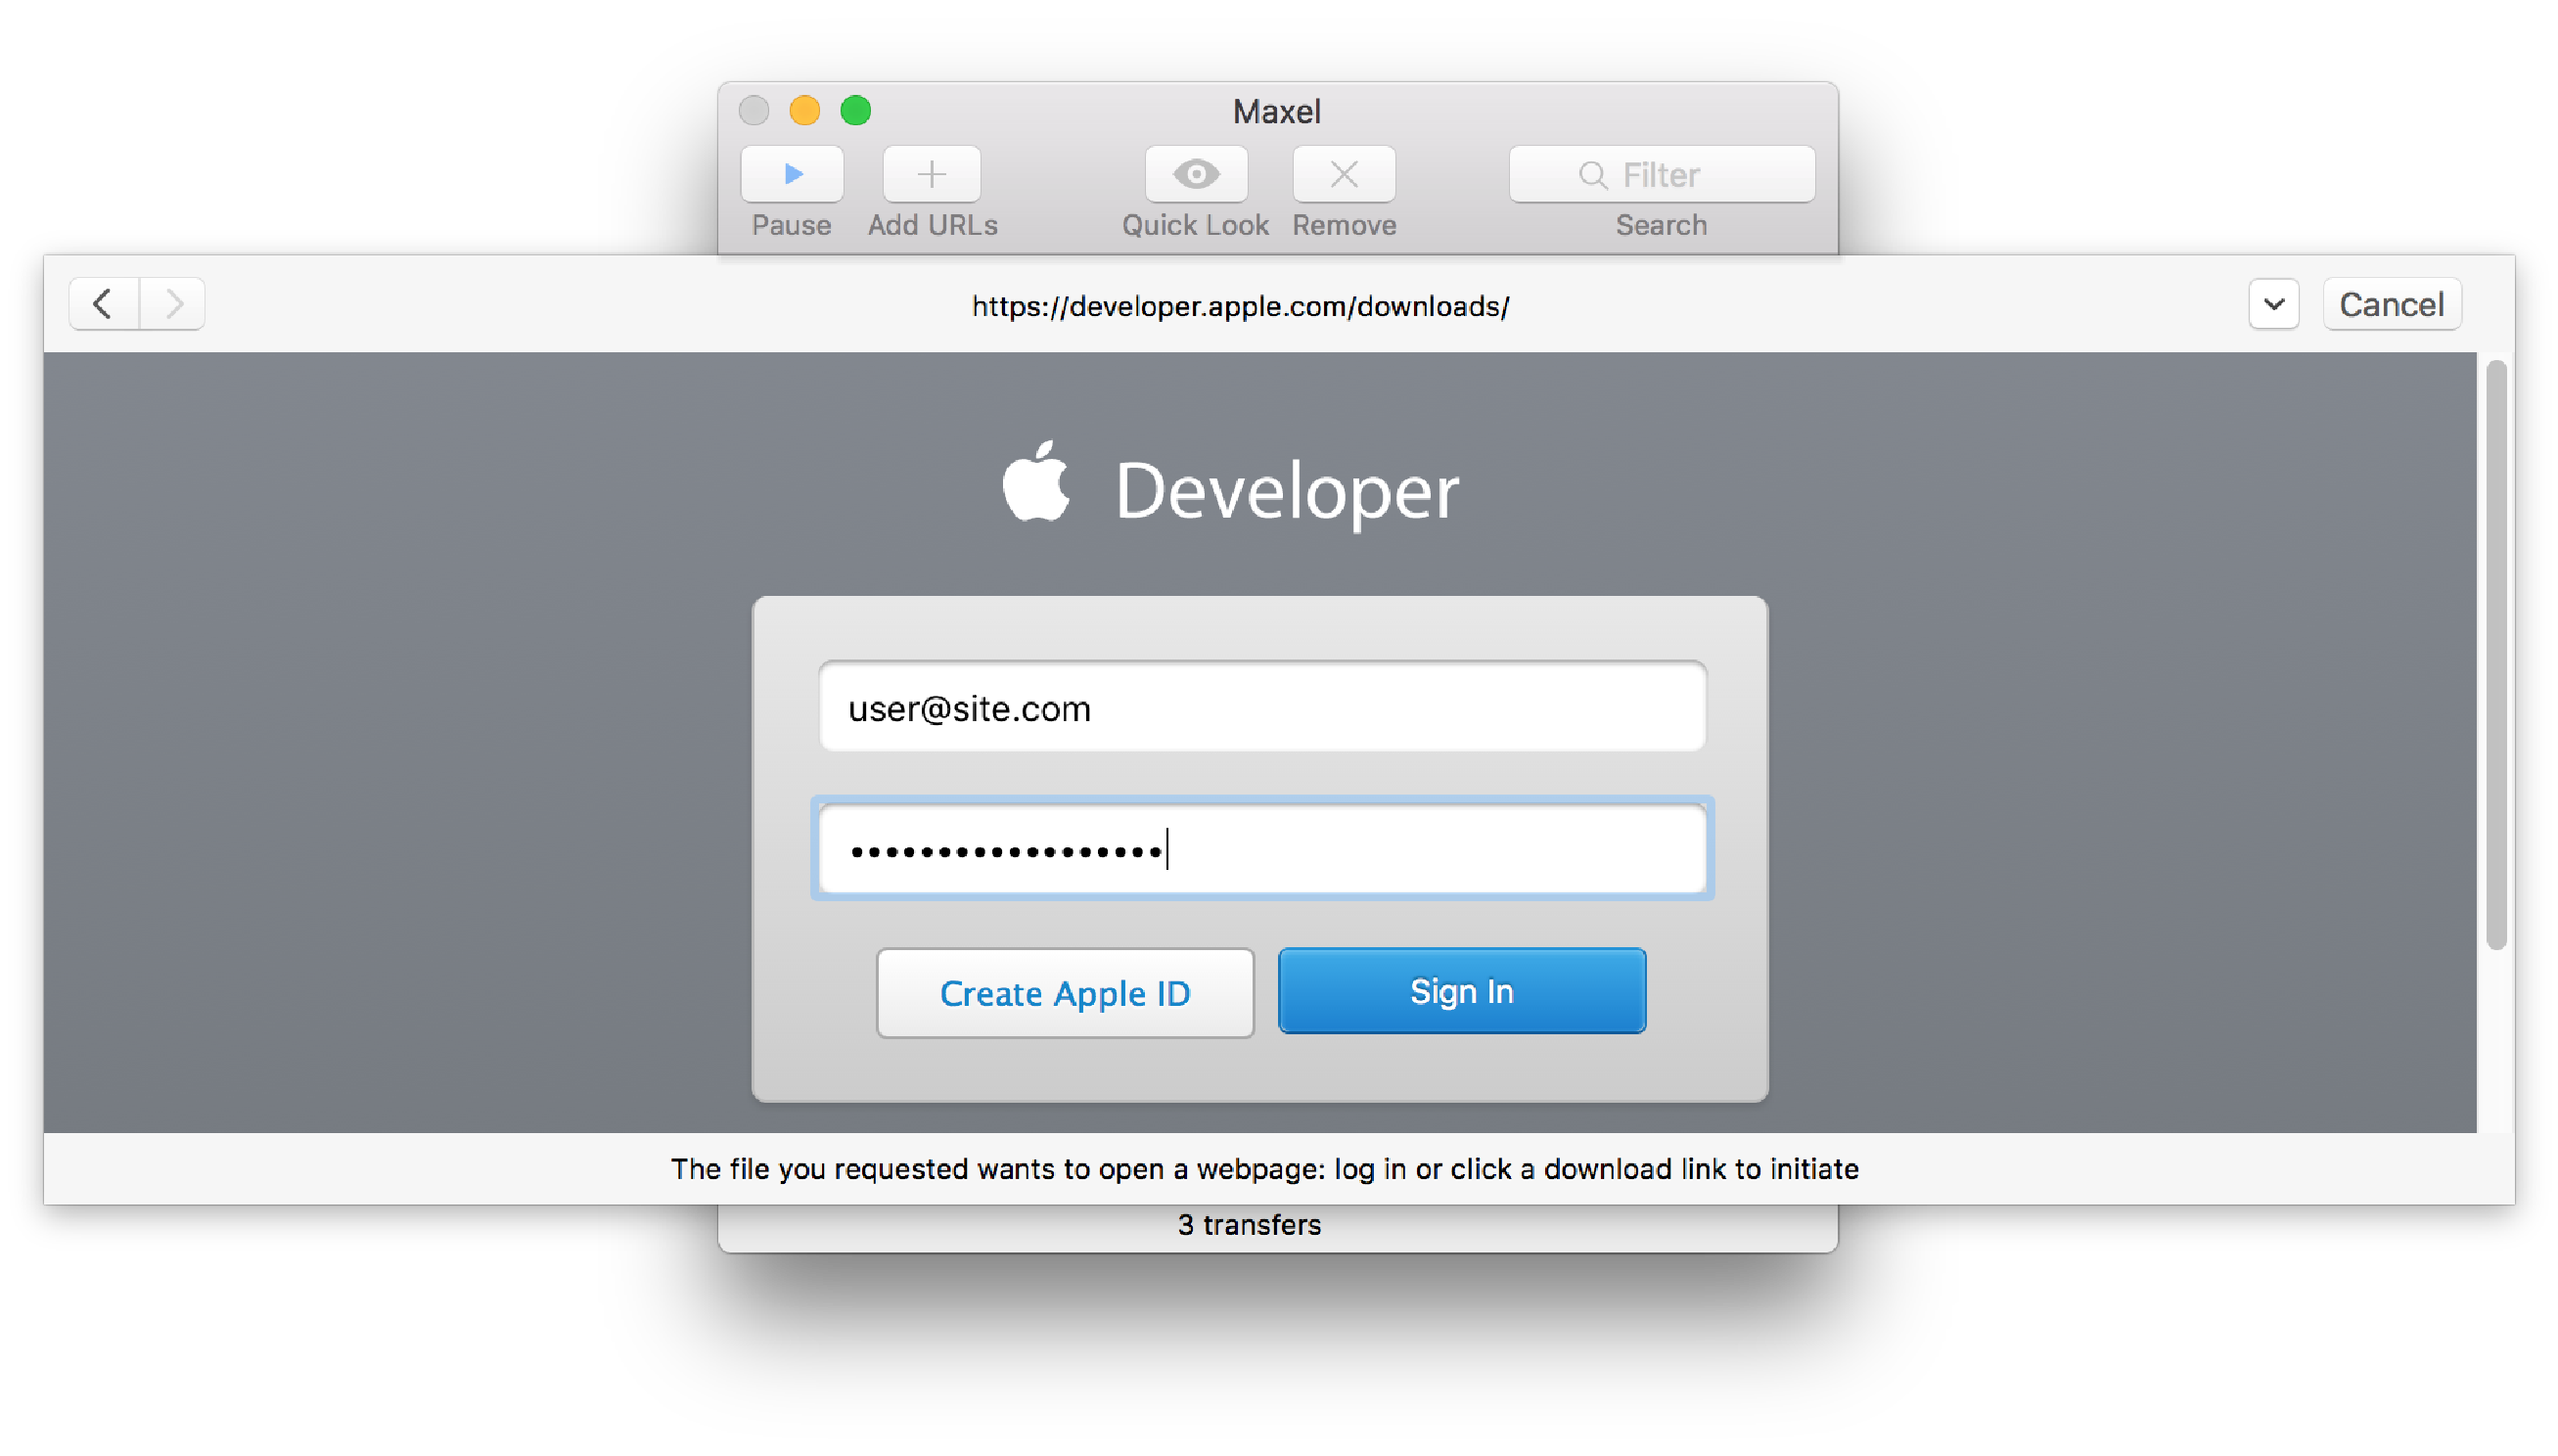 Maxel
Filter
Pause
Add URLs
Quick Look
Remove
Search
https://developer.apple.com/downloads/
Cancel
Developer
user@site.com
••••••••••••••••••
Create Apple ID
Sign In
The file you requested wants to open a webpage: log in or click a download link to initiate
3 transfers